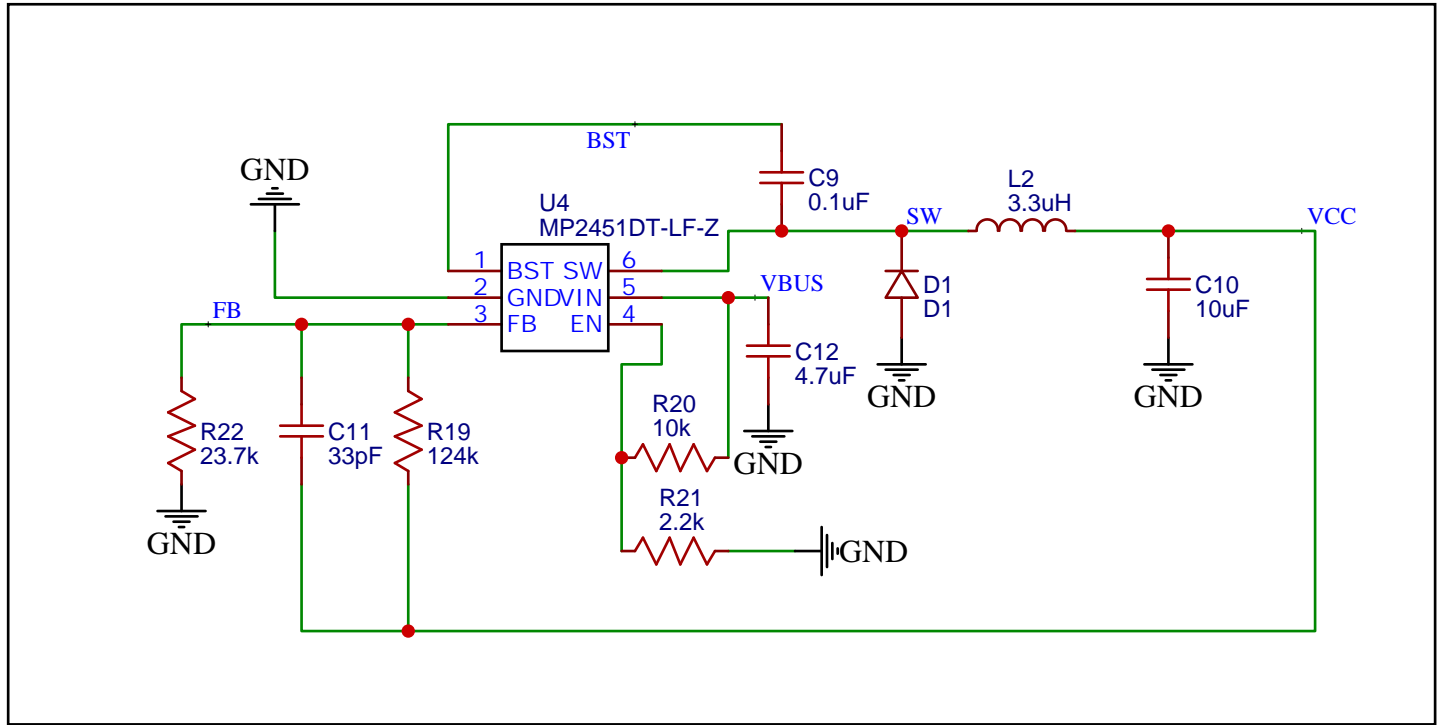 BST
GND
C9
0.1uF
L2
3.3uH
U4
MP2451DT-LF-Z
SW
VCC
1
BST
SW
6
2
GND
VIN
5
VBUS
3
FB
EN
4
FB
D1
D1
C10
10uF
C12
4.7uF
GND
GND
R22
23.7k
C11
33pF
R19
124k
R20
10k
GND
R21
2.2k
GND
GND